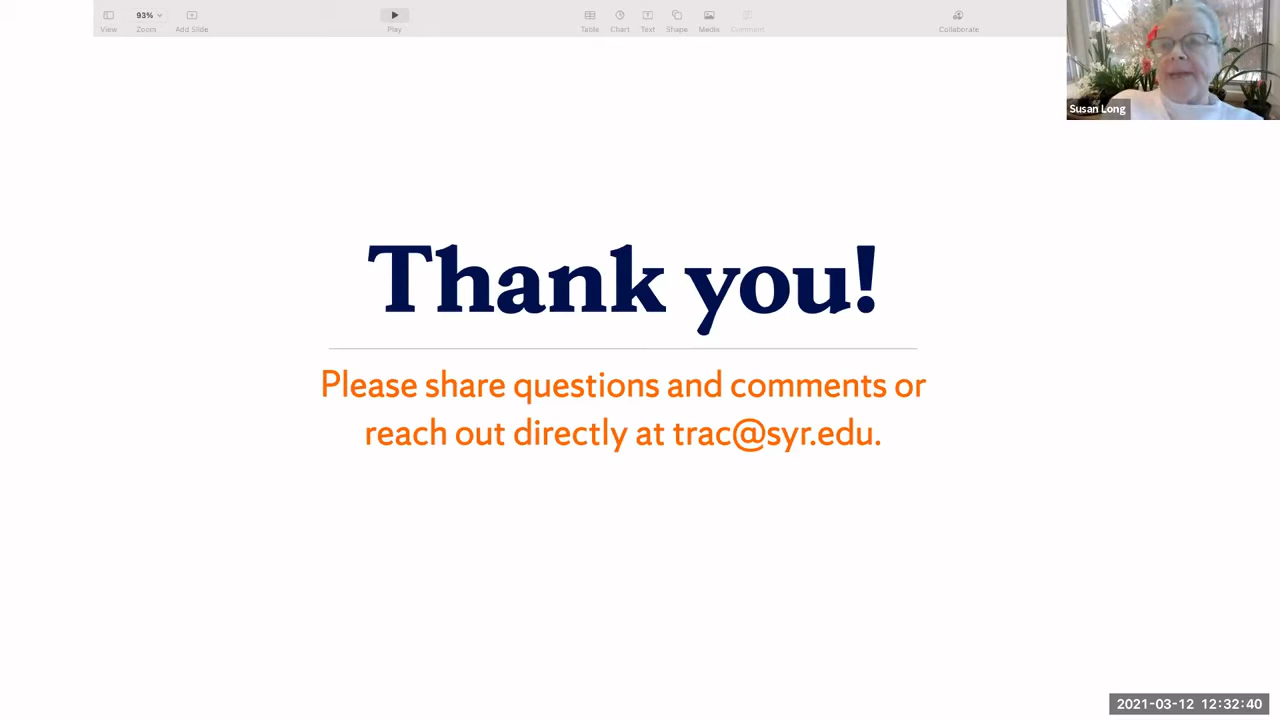 93%
View
Zoom
Add Slide
Play
Table
Chart
Text
Shape
Media
Comment
Collaborate
Susan Long
Thank you!
Please share questions and comments or
reach out directly at trac@syr.edu.
2021-03-12 12:32:40